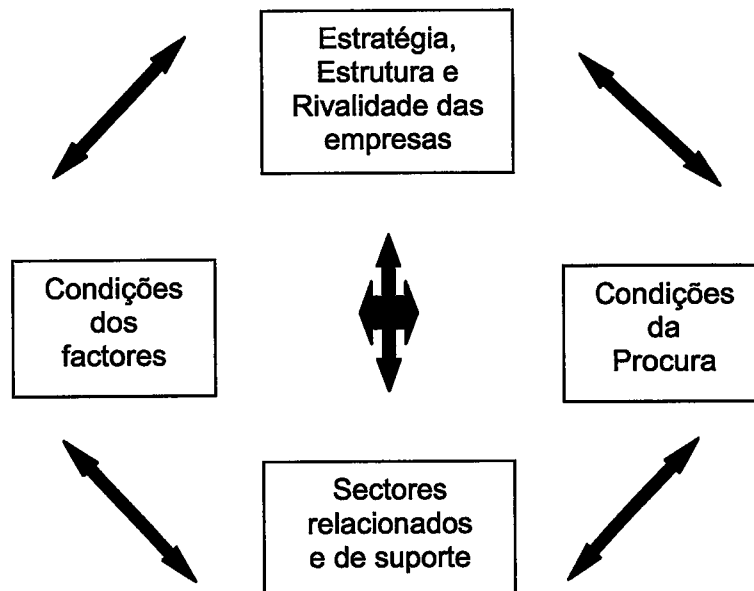 Estratégia,
Estrutura e
Rivalidade das
empresas
Condições
dos
factores
Condições
da
Procura
Sectores
relacionados
e de suporte